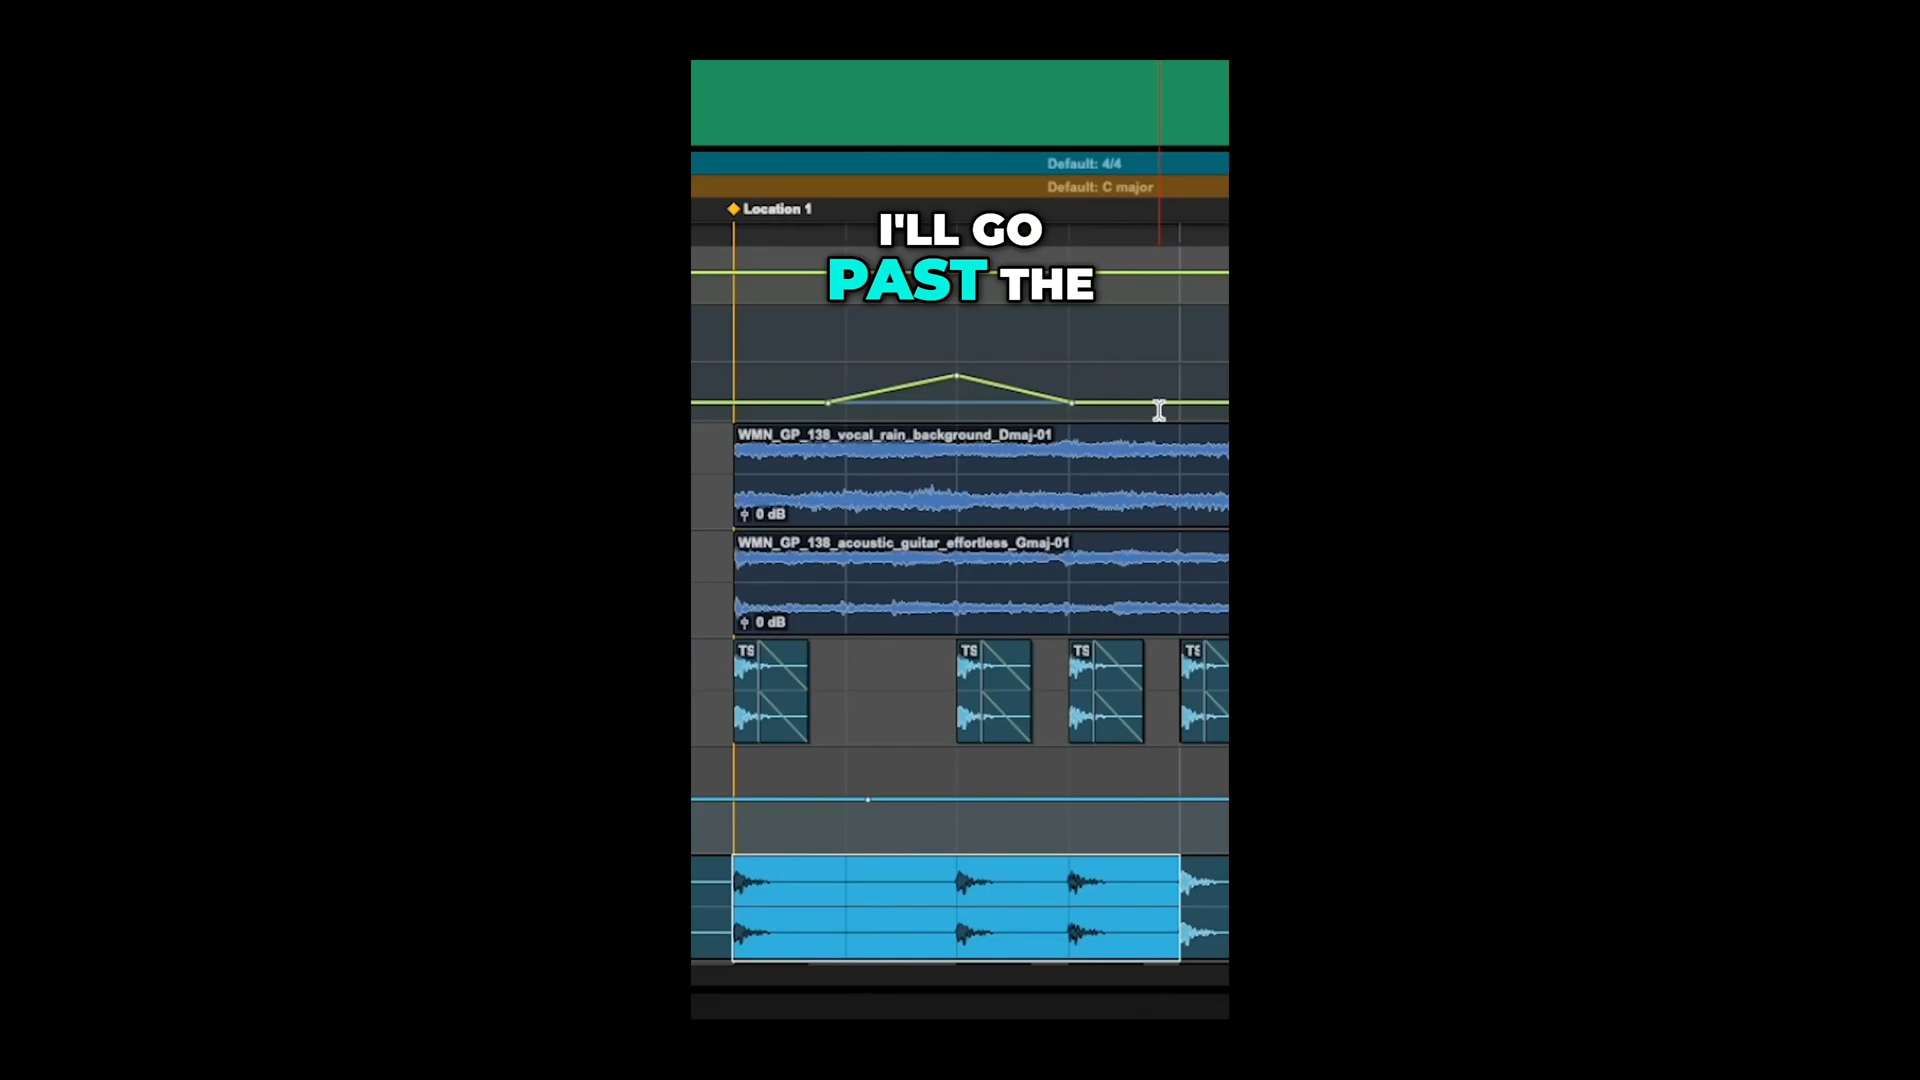 Default: 4/4
Default: C major
Location 1
I'LL GO
PAST THE
WMN_GP_138_vocal_rain_background_Dmaj-01
0 dB
WMN_GP_138_acoustic_guitar_effortless_Gmaj-01
0 dB
TS
TS
TS
TS